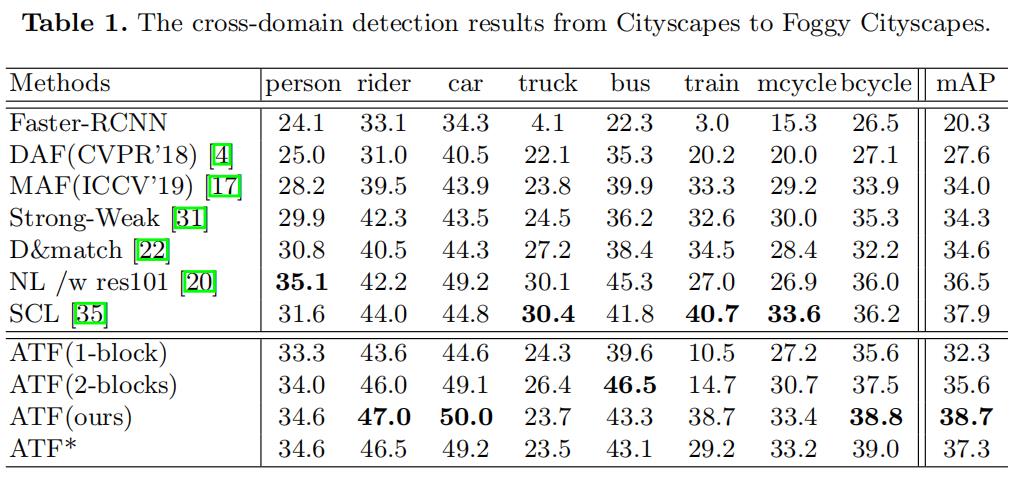 Table 1. The cross-domain detection results from Cityscapes to Foggy Cityscapes.
Methods person rider car truck bus train mcycle bcycle mAP
Faster-RCNN 24.1 33.1 34.3 4.1 22.3 3.0 15.3 26.5 20.3
DAF(CVPR'18) [4] 25.0 31.0 40.5 22.1 35.3 20.2 20.0 27.1 27.6
MAF(ICCV'19) [17] 28.2 39.5 43.9 23.8 39.9 33.3 29.2 33.9 34.0
Strong-Weak [31] 29.9 42.3 43.5 24.5 36.2 32.6 30.0 35.3 34.3
D&match [22] 30.8 40.5 44.3 27.2 38.4 34.5 28.4 32.2 34.6
NL /w res101 [20] 35.1 42.2 49.2 30.1 45.3 27.0 26.9 36.0 36.5
SCL [35] 31.6 44.0 44.8 30.4 41.8 40.7 33.6 36.2 37.9
ATF(1-block) 33.3 43.6 44.6 24.3 39.6 10.5 27.2 35.6 32.3
ATF(2-blocks) 34.0 46.0 49.1 26.4 46.5 14.7 30.7 37.5 35.6
ATF(ours) 34.6 47.0 50.0 23.7 43.3 38.7 33.4 38.8 38.7
ATF* 34.6 46.5 49.2 23.5 43.1 29.2 33.2 39.0 37.3